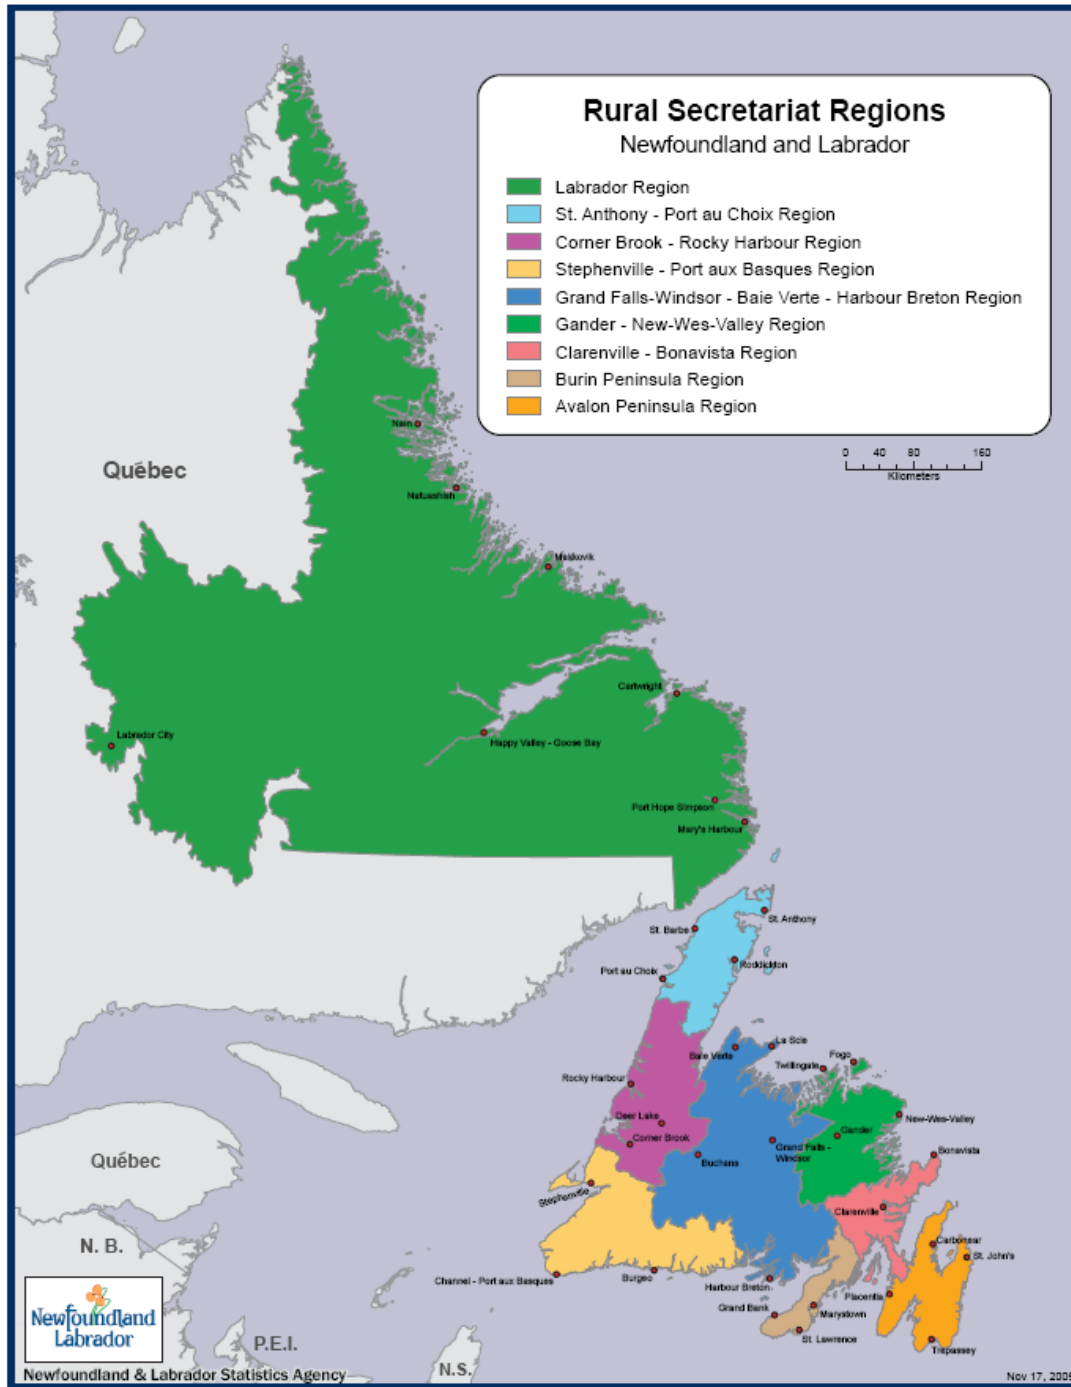 Rural Secretariat Regions
Newfoundland and Labrador
Labrador Region
St. Anthony - Port au Choix Region
Corner Brook - Rocky Harbour Region
Stephenville - Port aux Basques Region
Grand Falls-Windsor - Baie Verte - Harbour Breton Region
Gander - New-Wes-Valley Region
Clarenville - Bonavista Region
Burin Peninsula Region
Avalon Peninsula Region
0 40 80 160
Kilometers
Nain
Québec
Natuashish
Makkovik
Cartwright
Labrador City
Happy Valley - Goose Bay
Port Hope Simpson
Mary's Harbour
St. Anthony
St. Barbe
Roddickton
Port au Choix
La Scie
Baie Verte
Fogo
Twillingate
Rocky Harbour
New-Wes-Valley
Deer Lake
Gander
Corner Brook
Grand Falls -
Windsor
Bonavista
Buchans
Québec
Stephenville
Clarenville
Carbonear
N. B.
St. John's
Channel - Port aux Basques
Burgeo
Harbour Breton
Placentia
Grand Bank
Marystown
St. Lawrence
Trepassey
Newfoundland
Labrador
P.E.I.
N.S.
Newfoundland & Labrador Statistics Agency
Nov 17, 2005